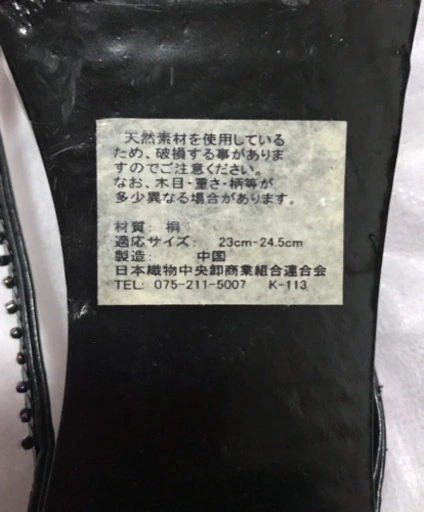 天然素材を使用している
ため、破損する事がありま
すのでご注意ください。
なお、木目・重さ・柄等が
多少異なる場合があります。
材質: 桐
適応サイズ: 23cm-24.5cm
製造: 中国
日本織物中央卸商業組合連合会
TEL: 075-211-5007 K-113